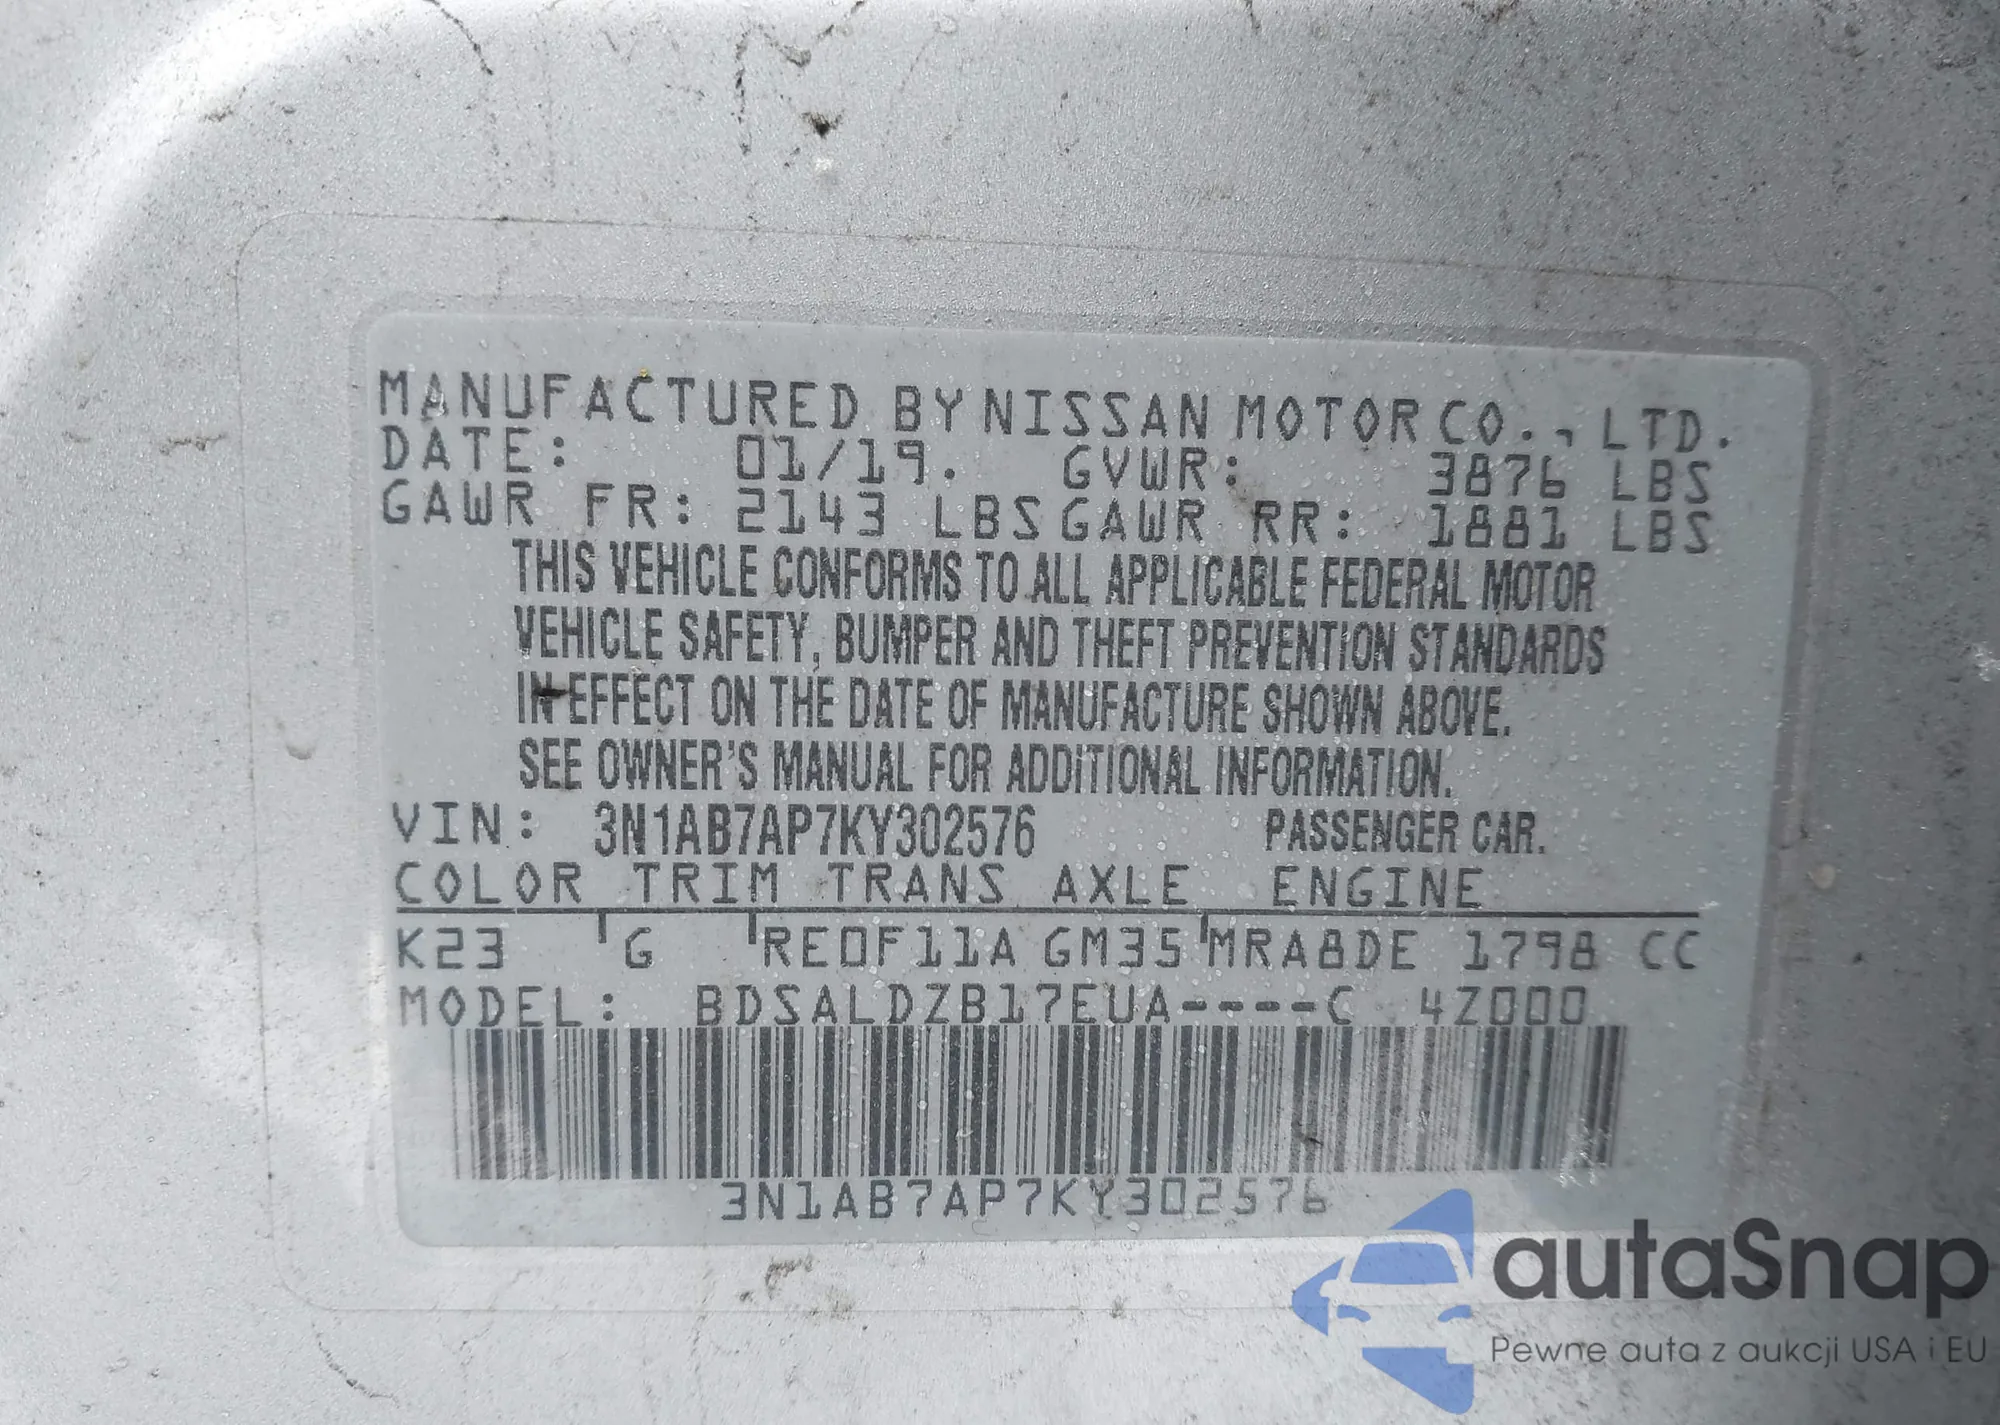 MANUFACTURED BY NISSAN MOTOR CO., LTD.
DATE: 01/19. GVWR: 3876 LBS
GAWR FR: 2143 LBS GAWR RR: 1881 LBS
THIS VEHICLE CONFORMS TO ALL APPLICABLE FEDERAL MOTOR
VEHICLE SAFETY, BUMPER AND THEFT PREVENTION STANDARDS
IN EFFECT ON THE DATE OF MANUFACTURE SHOWN ABOVE.
SEE OWNER'S MANUAL FOR ADDITIONAL INFORMATION.
VIN: 3N1AB7AP7KY302576 PASSENGER CAR.
COLOR TRIM TRANS AXLE ENGINE
K23 G RE0F11A GM35 MRA8DE 1798 CC
MODEL: BDSALDZB17EUA----C 4Z000
3N1AB7AP7KY302576
autaSnap
Pewne auta z aukcji USA i EU